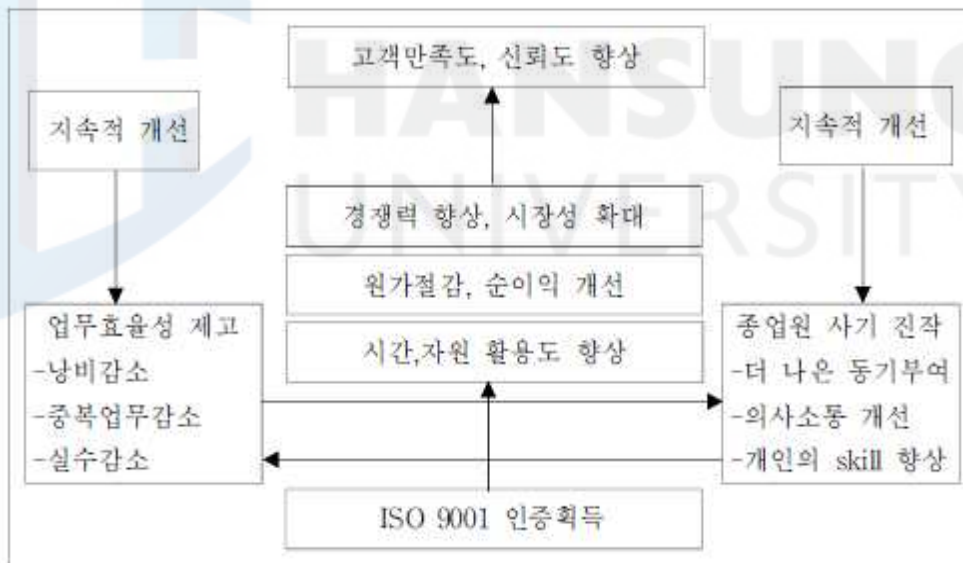 고객만족도, 신뢰도 향상
지속적 개선
지속적 개선
경쟁력 향상, 시장성 확대
원가절감, 순이익 개선
시간,자원 활용도 향상
업무효율성 제고
-낭비감소
-중복업무감소
-실수감소
종업원 사기 진작
-더 나은 동기부여
-의사소통 개선
-개인의 skill 향상
ISO 9001 인증획득
HANSUNG
UNIVERSITY